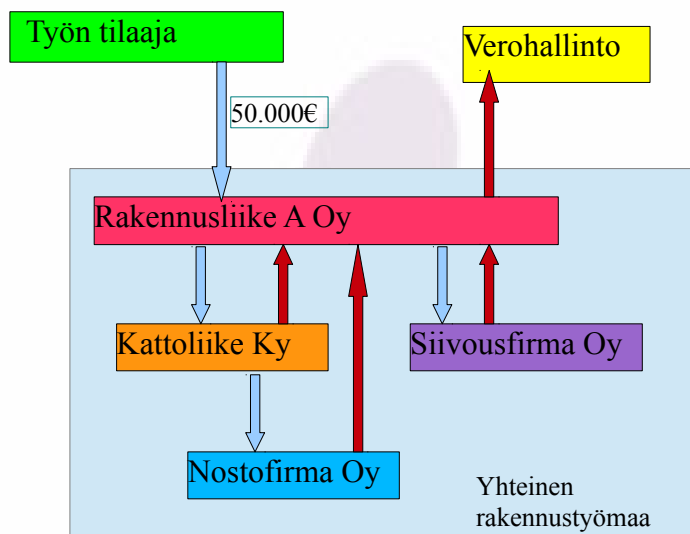 Työn tilaaja
Verohallinto
50.000€
Rakennusliike A Oy
Kattoliike Ky
Siivousfirma Oy
Nostofirma Oy
Yhteinen
rakennustyömaa